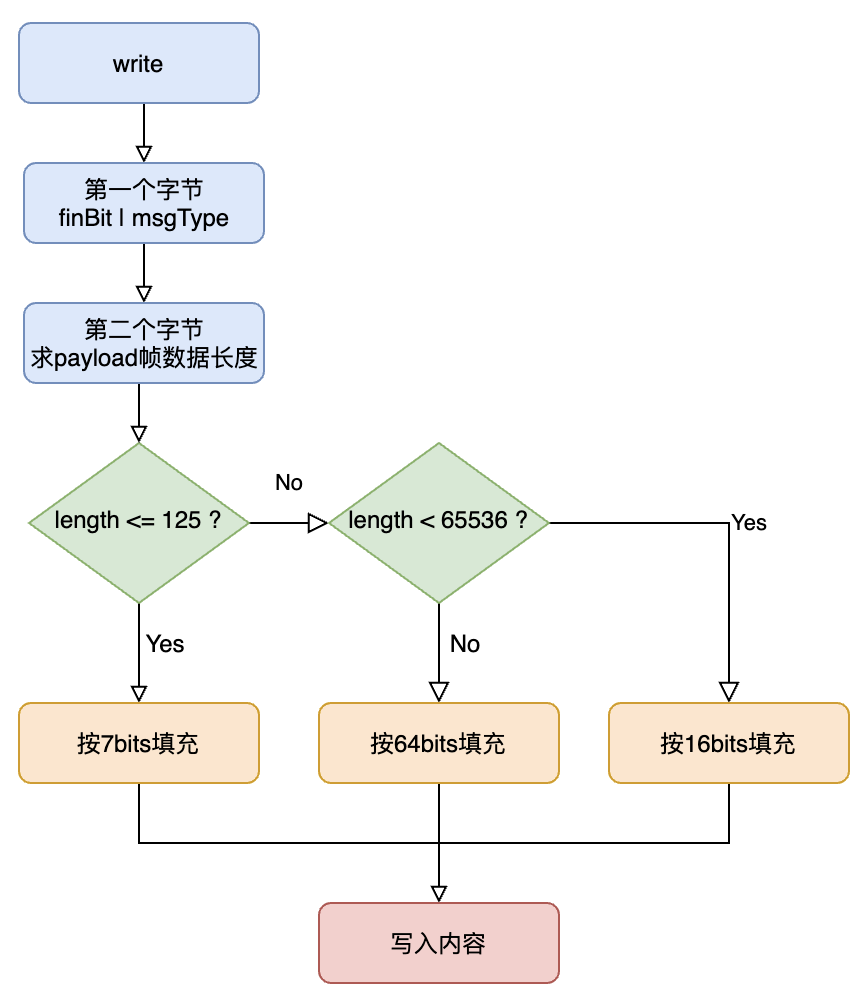 write
第一个字节
finBit | msgType
第二个字节
求payload帧数据长度
length <= 125 ?
No
length < 65536 ?
Yes
Yes
No
按7bits填充
按64bits填充
按16bits填充
写入内容